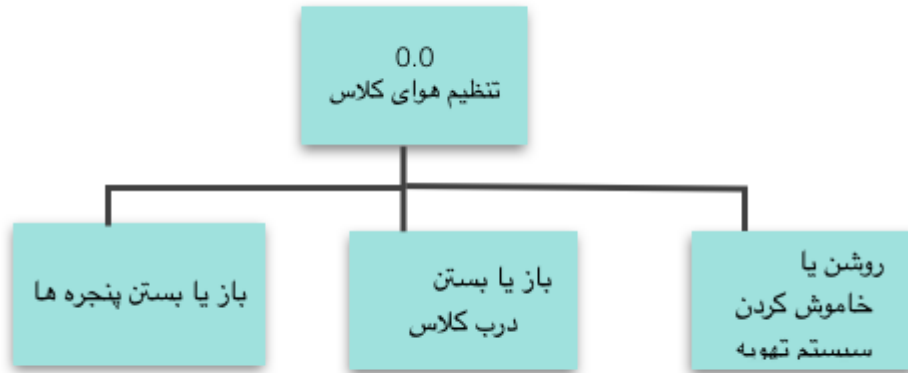 0.0
تنظیم هوای کلاس
باز یا بستن پنجره ها
باز یا بستن
درب کلاس
روشن یا
خاموش کردن
سیستم تهویه